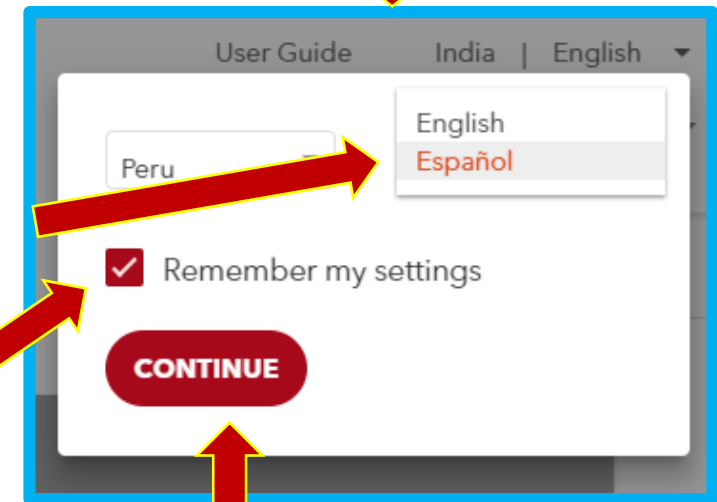 User Guide India | English
English
Peru Español
Remember my settings
CONTINUE